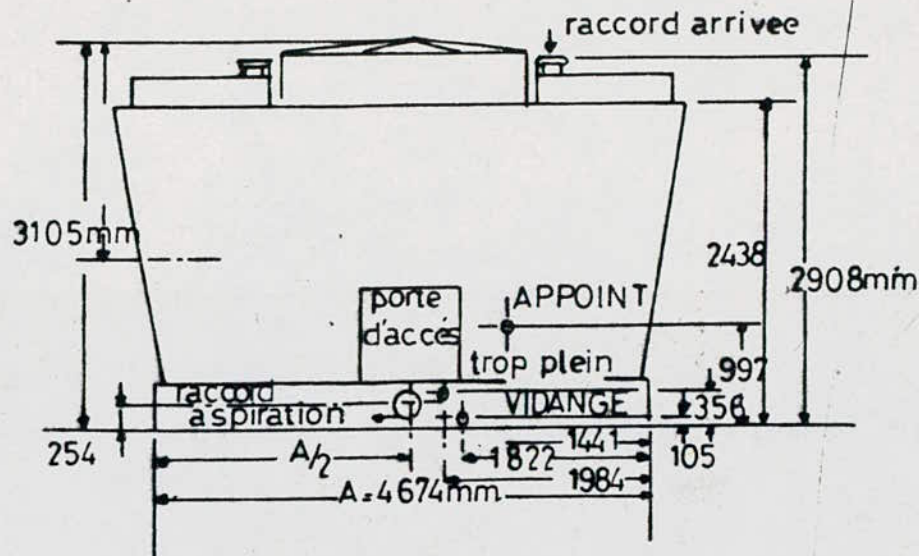 raccord arrivee
3105mm
2438
2908mm
porte
d'accés
APPOINT
trop plein
997
raccord
aspiration
VIDANGE
356
254
A/2
1441
1822
105
1984
A=4674mm